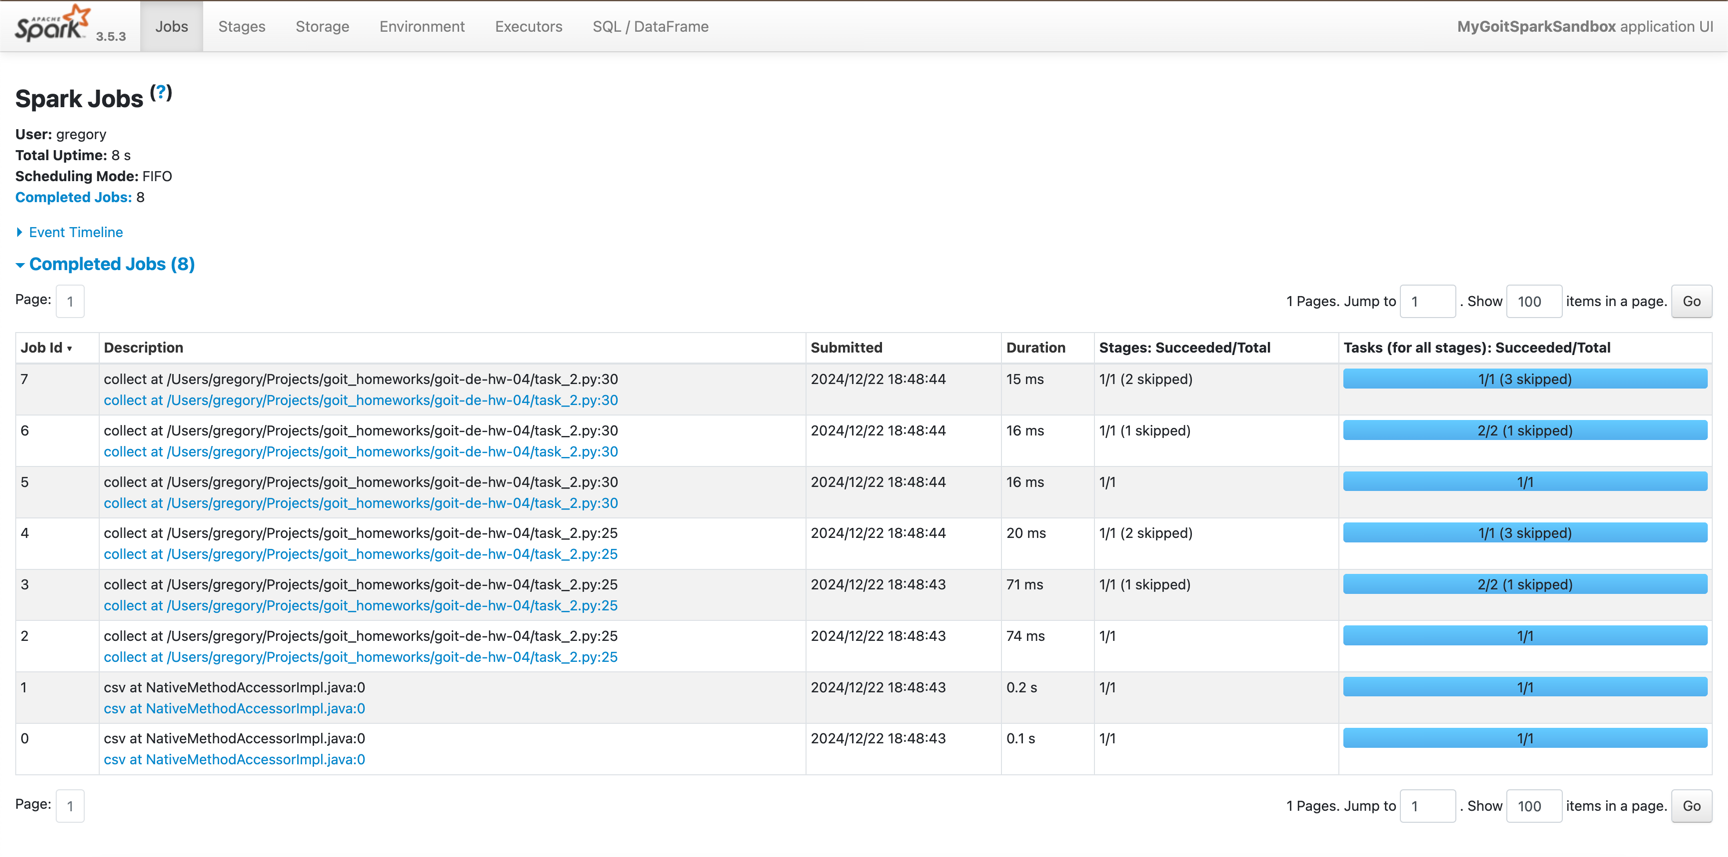 APACHE
Spark 3.5.3 Jobs Stages Storage Environment Executors SQL / DataFrame MyGoitSparkSandbox application UI
Spark Jobs (?)
User: gregory
Total Uptime: 8 s
Scheduling Mode: FIFO
Completed Jobs: 8
Event Timeline
Completed Jobs (8)
Page: 1 1 Pages. Jump to 1 . Show 100 items in a page. Go
Job Id ▾ Description Submitted Duration Stages: Succeeded/Total Tasks (for all stages): Succeeded/Total
7 collect at /Users/gregory/Projects/goit_homeworks/goit-de-hw-04/task_2.py:30 2024/12/22 18:48:44 15 ms 1/1 (2 skipped) 1/1 (3 skipped)
collect at /Users/gregory/Projects/goit_homeworks/goit-de-hw-04/task_2.py:30
6 collect at /Users/gregory/Projects/goit_homeworks/goit-de-hw-04/task_2.py:30 2024/12/22 18:48:44 16 ms 1/1 (1 skipped) 2/2 (1 skipped)
collect at /Users/gregory/Projects/goit_homeworks/goit-de-hw-04/task_2.py:30
5 collect at /Users/gregory/Projects/goit_homeworks/goit-de-hw-04/task_2.py:30 2024/12/22 18:48:44 16 ms 1/1 1/1
collect at /Users/gregory/Projects/goit_homeworks/goit-de-hw-04/task_2.py:30
4 collect at /Users/gregory/Projects/goit_homeworks/goit-de-hw-04/task_2.py:25 2024/12/22 18:48:44 20 ms 1/1 (2 skipped) 1/1 (3 skipped)
collect at /Users/gregory/Projects/goit_homeworks/goit-de-hw-04/task_2.py:25
3 collect at /Users/gregory/Projects/goit_homeworks/goit-de-hw-04/task_2.py:25 2024/12/22 18:48:43 71 ms 1/1 (1 skipped) 2/2 (1 skipped)
collect at /Users/gregory/Projects/goit_homeworks/goit-de-hw-04/task_2.py:25
2 collect at /Users/gregory/Projects/goit_homeworks/goit-de-hw-04/task_2.py:25 2024/12/22 18:48:43 74 ms 1/1 1/1
collect at /Users/gregory/Projects/goit_homeworks/goit-de-hw-04/task_2.py:25
1 csv at NativeMethodAccessorImpl.java:0 2024/12/22 18:48:43 0.2 s 1/1 1/1
csv at NativeMethodAccessorImpl.java:0
0 csv at NativeMethodAccessorImpl.java:0 2024/12/22 18:48:43 0.1 s 1/1 1/1
csv at NativeMethodAccessorImpl.java:0
Page: 1 1 Pages. Jump to 1 . Show 100 items in a page. Go